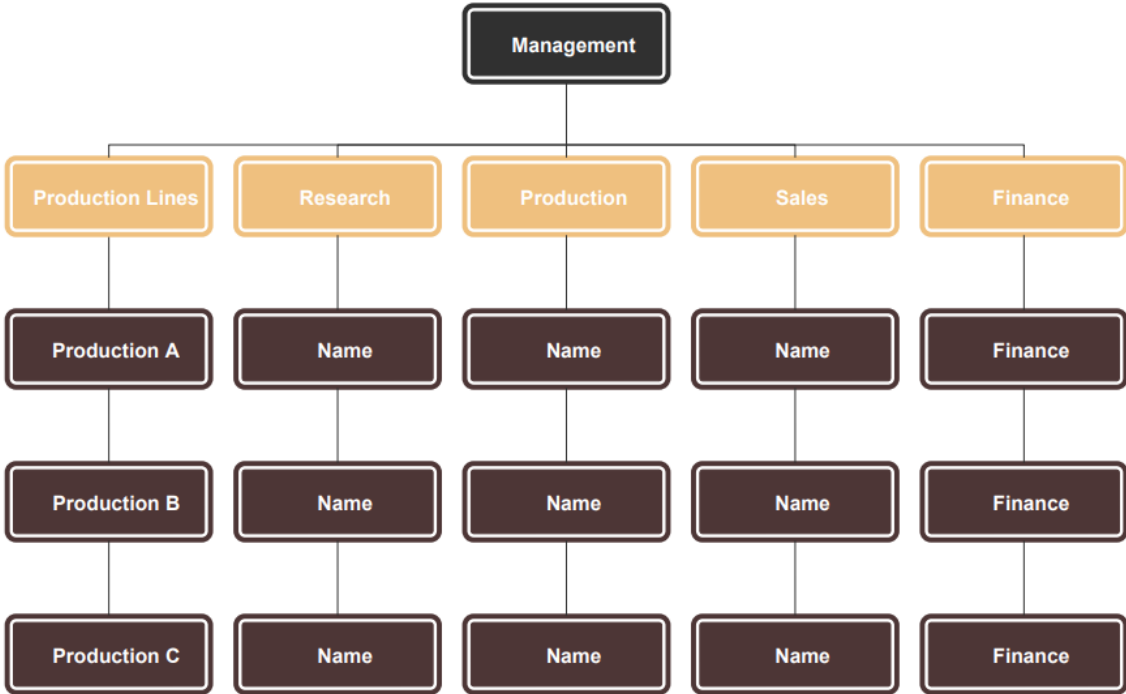 Management
Production Lines
Research
Production
Sales
Finance
Production A
Name
Name
Name
Finance
Production B
Name
Name
Name
Finance
Production C
Name
Name
Name
Finance